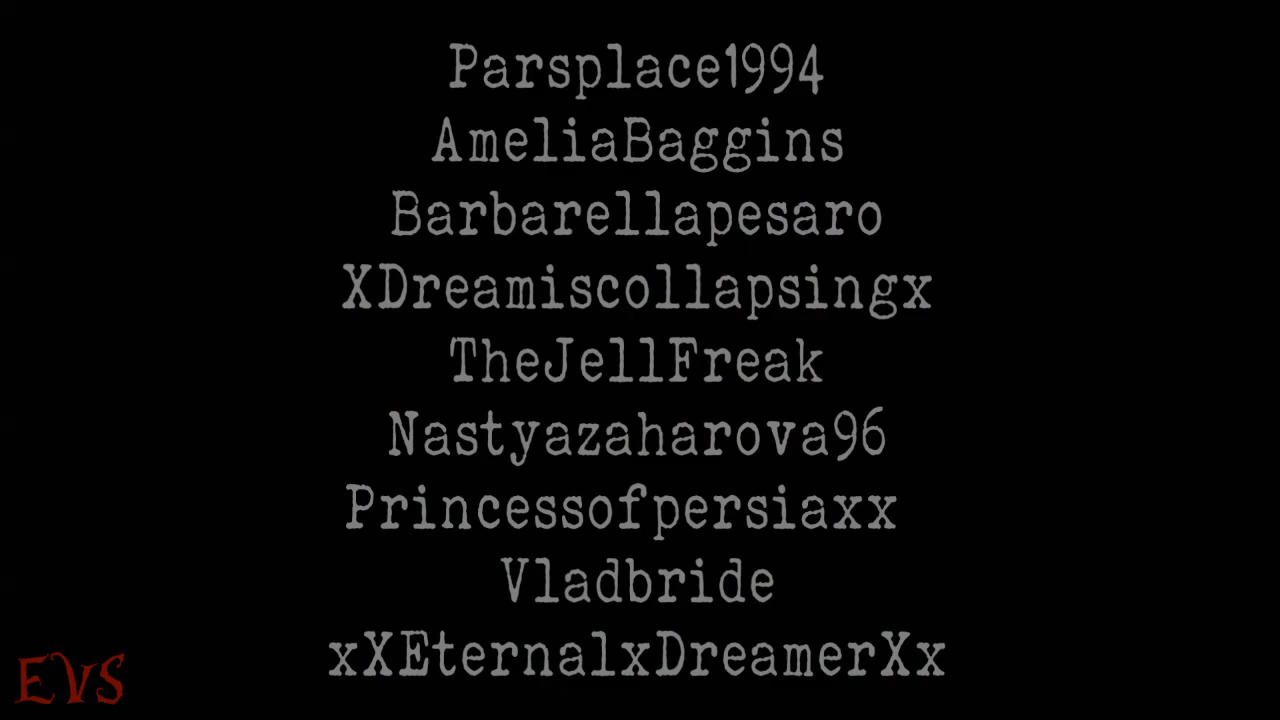 Parsplace1994
AmeliaBaggins
Barbarellapesaro
XDreamiscollapsingx
TheJellFreak
Nastyazaharova96
Princessofpersiaxx
Vladbride
xXEternalxDreamerXx
EVS